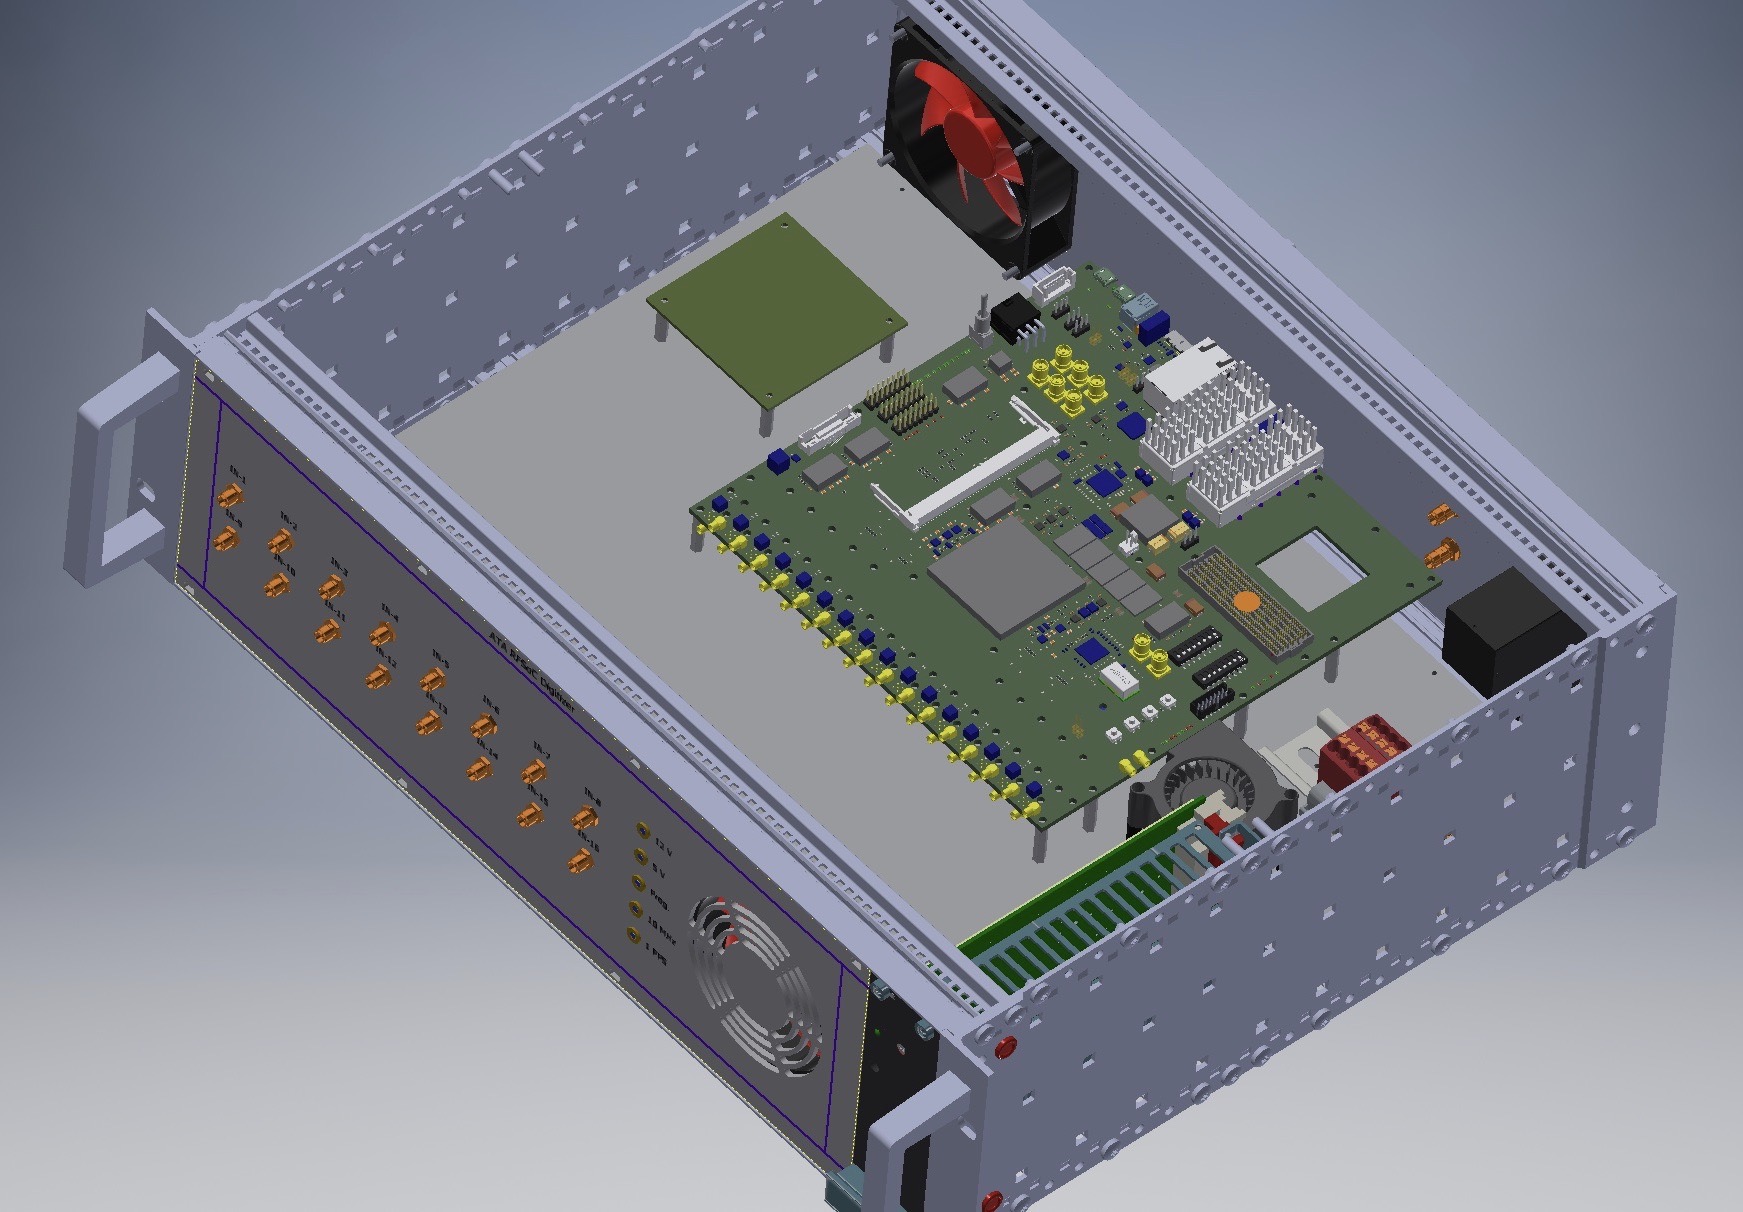 ATA RFSoC Digitizer
IN-1
IN-2
IN-3
IN-4
IN-5
IN-6
IN-7
IN-8
IN-9
IN-10
IN-11
IN-12
IN-13
IN-14
IN-15
IN-16
12 V
5 V
Prog
10 MHz
1 PPS